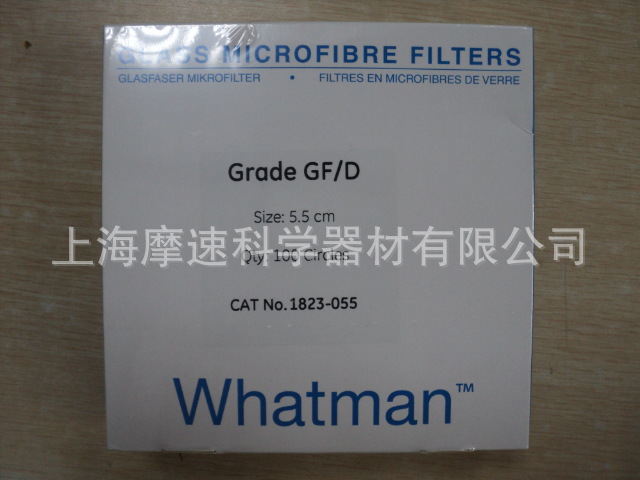 GLASS MICROFIBRE FILTERS
GLASFASER MIKROFILTER • FILTRES EN MICROFIBRES DE VERRE
Grade GF/D
Size: 5.5 cm
上海摩速科学器材有限公司
Qty: 100 Circles
CAT No. 1823-055
Whatman™